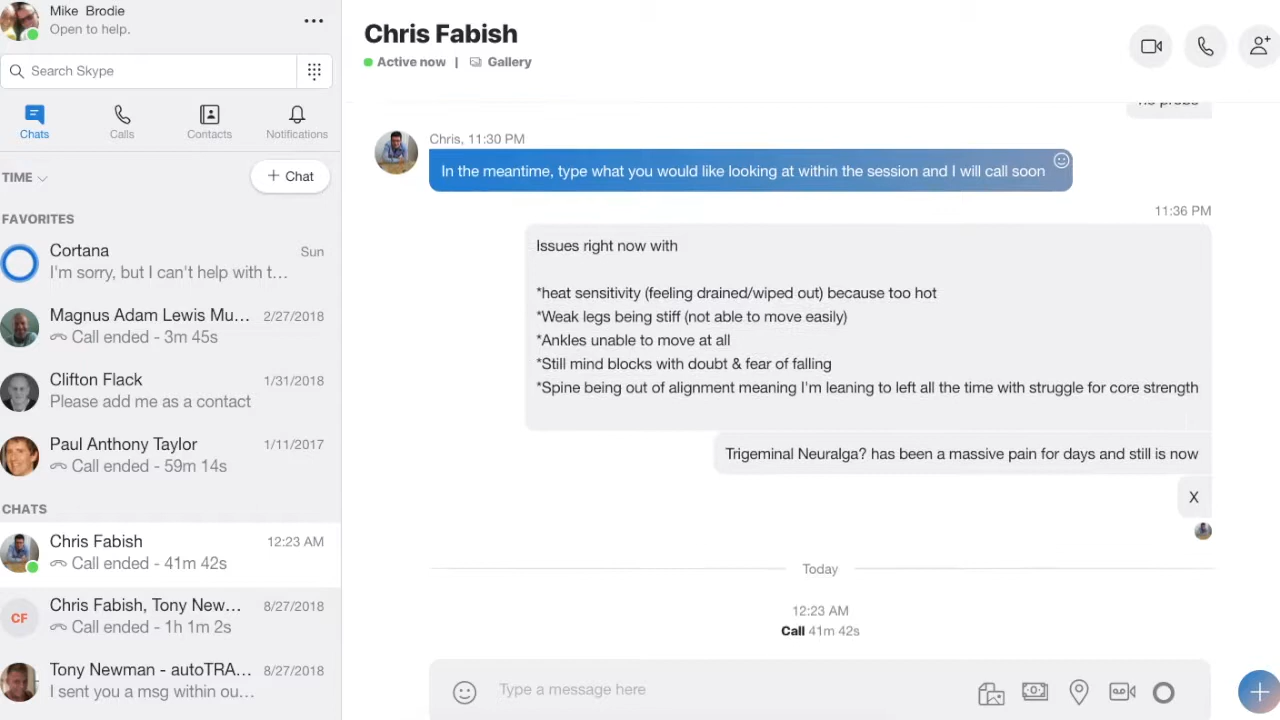 Mike Brodie
Open to help.
Search Skype
Chats
Calls
Contacts
Notifications
TIME
+ Chat
FAVORITES
Cortana
Sun
I'm sorry, but I can't help with t…
Magnus Adam Lewis Mu…
2/27/2018
Call ended - 3m 45s
Clifton Flack
1/31/2018
Please add me as a contact
Paul Anthony Taylor
1/11/2017
Call ended - 59m 14s
CHATS
Chris Fabish
12:23 AM
Call ended - 41m 42s
CF
Chris Fabish, Tony New…
8/27/2018
Call ended - 1h 1m 2s
Tony Newman - autoTRA…
8/27/2018
I sent you a msg within ou…
Chris Fabish
Active now | Gallery
no probs
Chris, 11:30 PM
In the meantime, type what you would like looking at within the session and I will call soon
11:36 PM
Issues right now with
*heat sensitivity (feeling drained/wiped out) because too hot
*Weak legs being stiff (not able to move easily)
*Ankles unable to move at all
*Still mind blocks with doubt & fear of falling
*Spine being out of alignment meaning I'm leaning to left all the time with struggle for core strength
Trigeminal Neuralga? has been a massive pain for days and still is now
X
Today
12:23 AM
Call 41m 42s
Type a message here